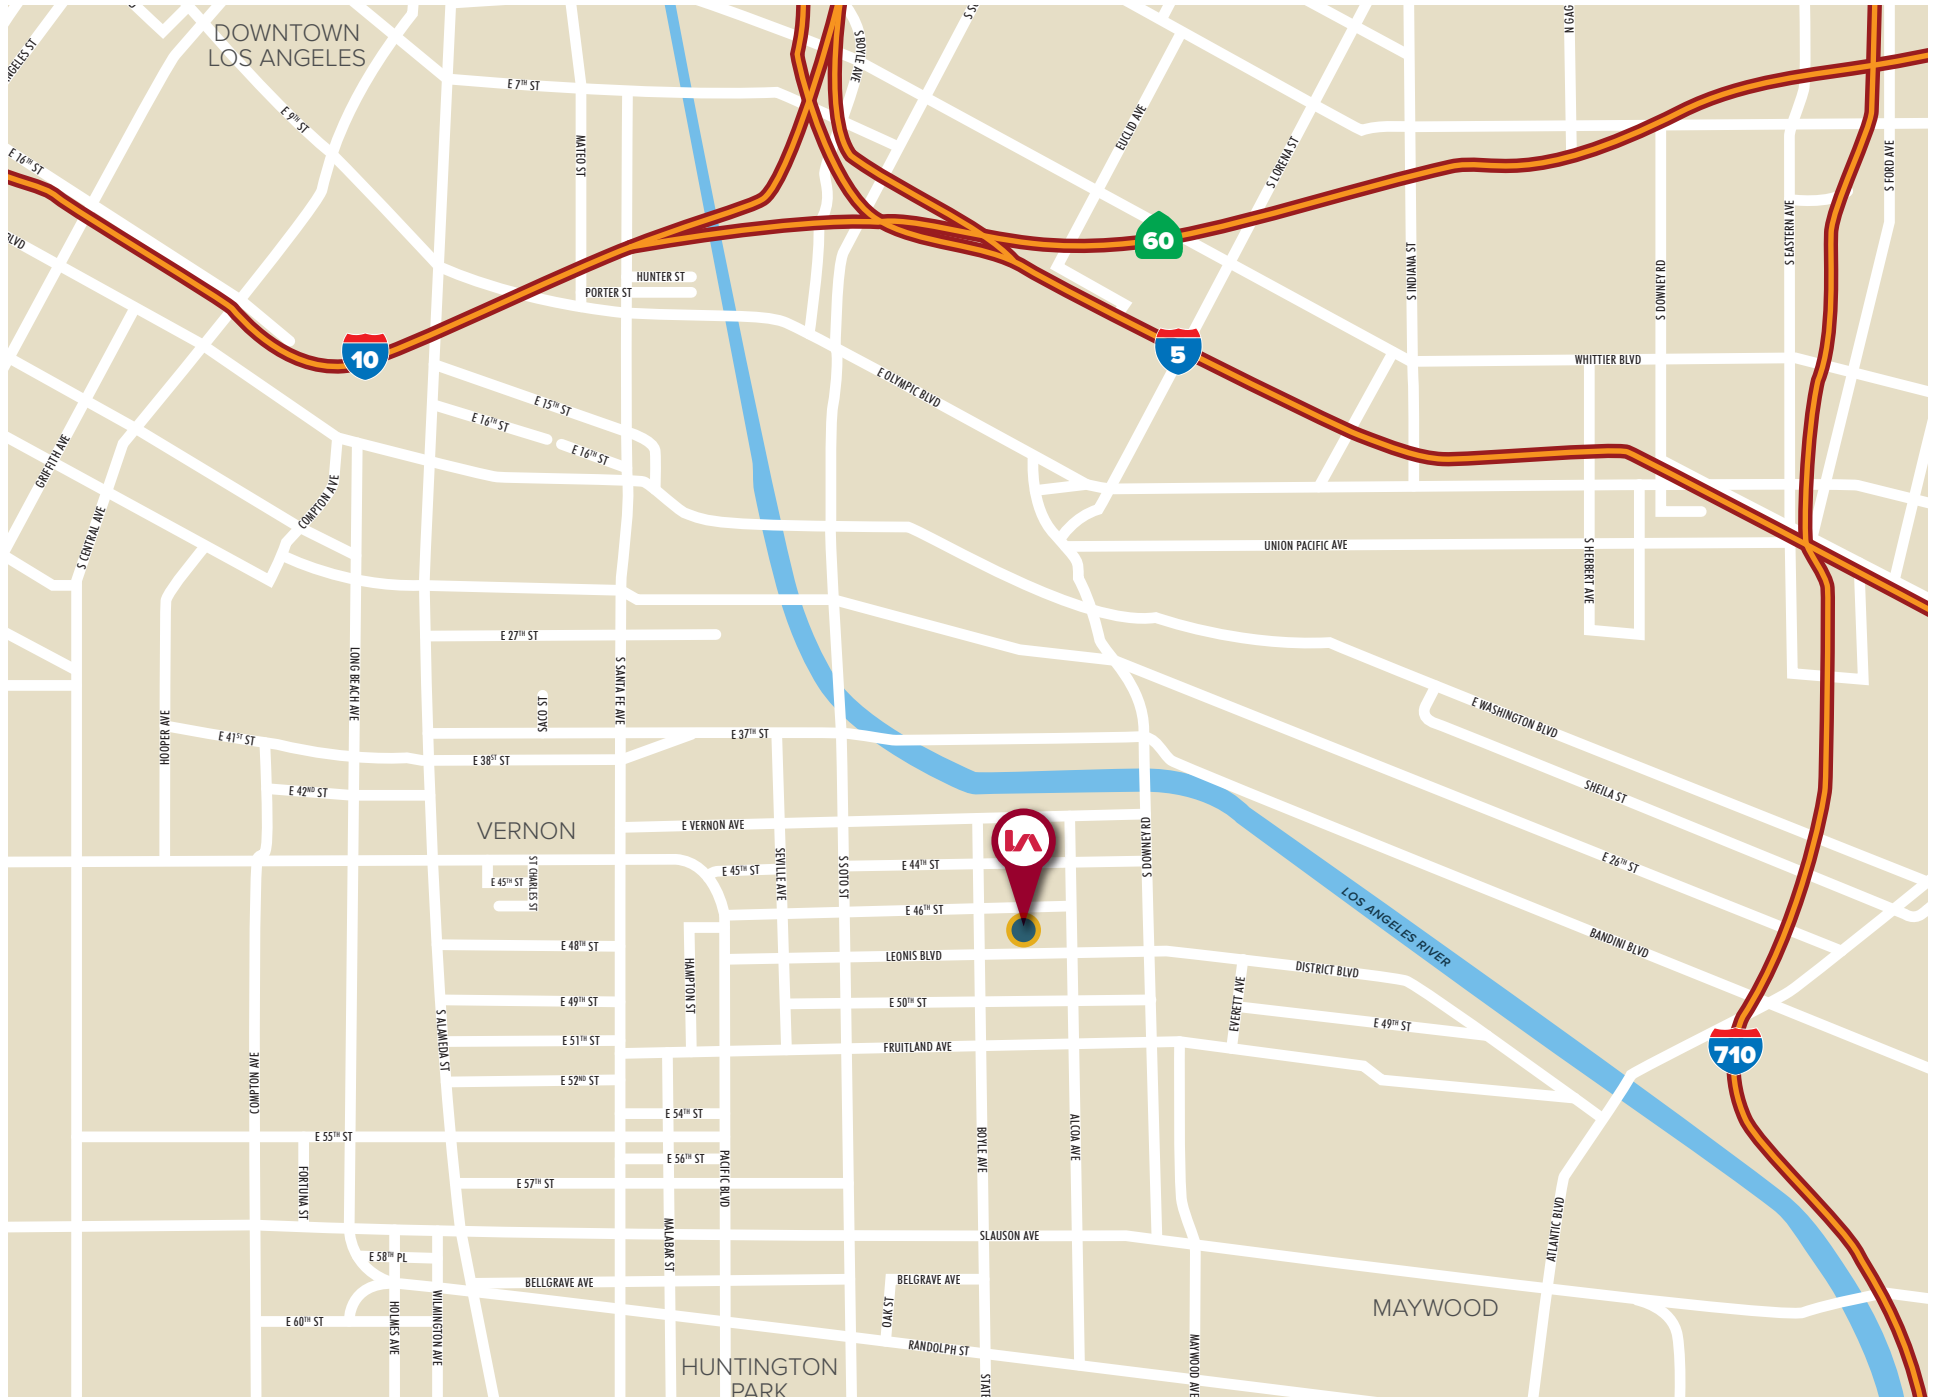 DOWNTOWN
LOS ANGELES
S BOYLE AVE
E 7TH ST
E 9TH ST
MATEO ST
EUCLID AVE
S LORENA ST
S FORD AVE
E 16TH ST
S EASTERN AVE
60
S INDIANA ST
S DOWNEY RD
HUNTER ST
PORTER ST
10
5
WHITTIER BLVD
E OLYMPIC BLVD
E 15TH ST
E 16TH ST
E 16TH ST
GRIFFITH AVE
COMPTON AVE
S CENTRAL AVE
UNION PACIFIC AVE
S HERBERT AVE
E 27TH ST
LONG BEACH AVE
S SANTA FE AVE
SACO ST
HOOPER AVE
E 41ST ST
E 37TH ST
E 38ST ST
E WASHINGTON BLVD
E 42ND ST
SHEILA ST
VERNON
E VERNON AVE
S DOWNEY RD
E 26TH ST
SEVILLE AVE
S SOTO ST
E 44TH ST
E 45TH ST
E 45TH ST
ST CHARLES ST
E 46TH ST
LOS ANGELES RIVER
BANDINI BLVD
E 48TH ST
LEONIS BLVD
DISTRICT BLVD
HAMPTON ST
EVERETT AVE
E 49TH ST
E 50TH ST
E 49TH ST
S ALAMEDA ST
E 51TH ST
FRUITLAND AVE
710
COMPTON AVE
E 52ND ST
E 54TH ST
E 55TH ST
BOYLE AVE
ALCOA AVE
E 56TH ST
PACIFIC BLVD
FORTUNA ST
E 57TH ST
ATLANTIC BLVD
MALABAR ST
SLAUSON AVE
E 58TH PL
BELLGRAVE AVE
BELGRAVE AVE
OAK ST
MAYWOOD
HOLMES AVE
WILMINGTON AVE
E 60TH ST
RANDOLPH ST
MAYWOOD AVE
HUNTINGTON
PARK
STATE